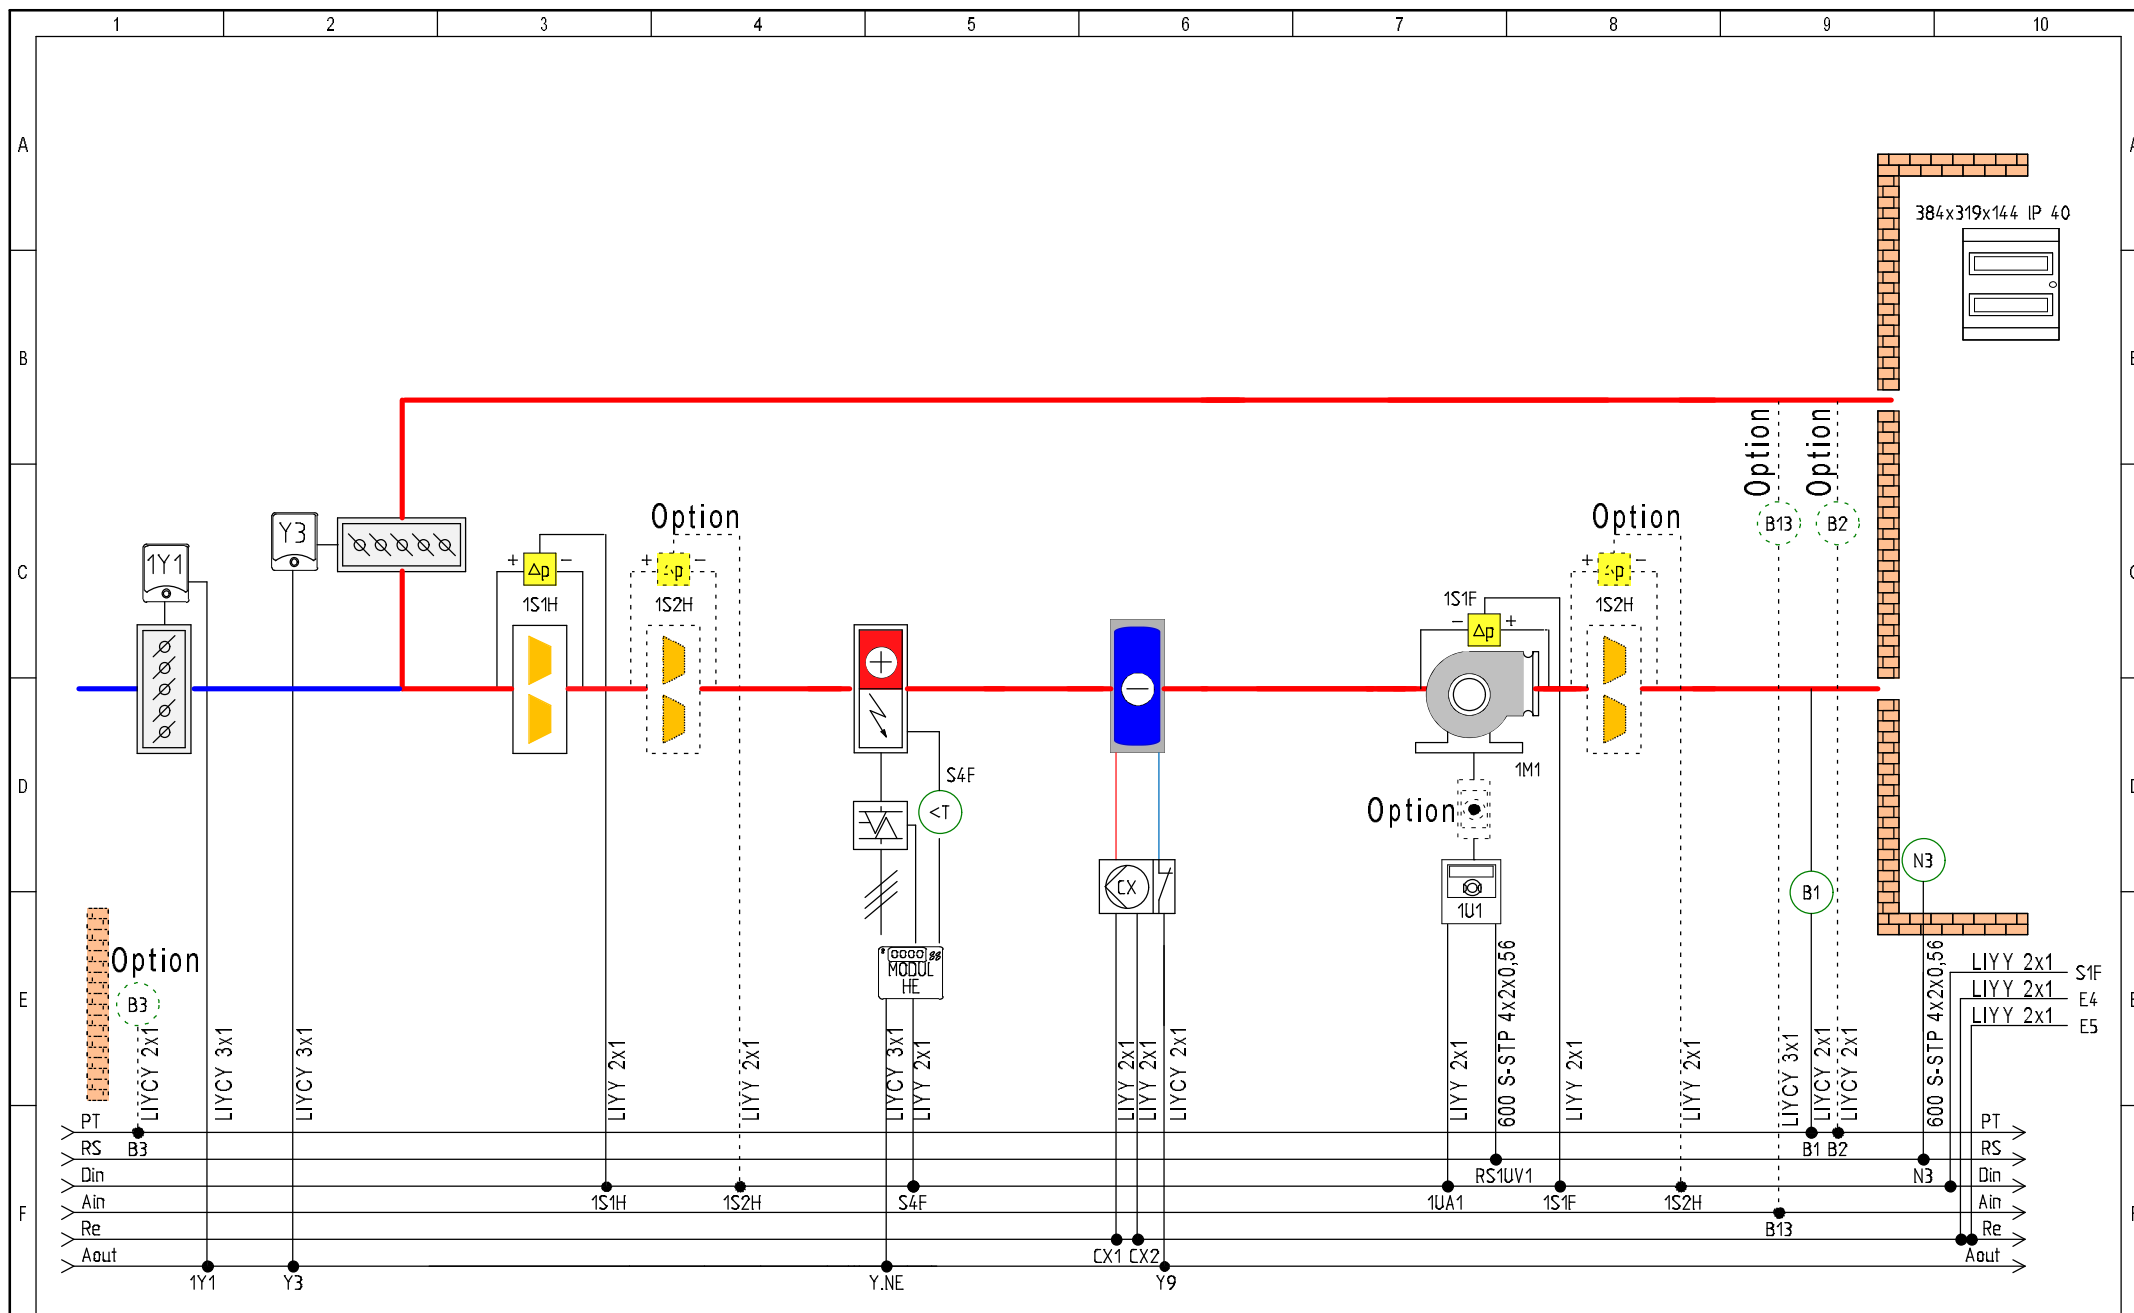 1 2 3 4 5 6 7 8 9 10
A
384x319x144 IP 40
B
Option Option
C
1Y1 Y3
+ Δp −
1S1H
Option
+ Δp −
1S2H
1S1F
− Δp +
Option
+ Δp −
1S2H
B13 B2
D
S4F
<T
1M1
Option
N3
CX
1U1
B1
E
Option
B3
0000 88
MODUL
HE
LIYY 2x1 S1F
LIYY 2x1 E4
LIYY 2x1 E5
LIYCY 2x1
LIYCY 3x1
LIYCY 3x1
LIYY 2x1
LIYY 2x1
LIYCY 3x1
LIYY 2x1
LIYY 2x1
LIYY 2x1
LIYCY 2x1
LIYY 2x1
600 S-STP 4x2x0,56
LIYY 2x1
LIYY 2x1
LIYCY 3x1
LIYCY 2x1
LIYCY 2x1
600 S-STP 4x2x0,56
F
PT PT
RS B3 B1 B2 RS
Din RS1UV1 N3 Din
Ain 1S1H 1S2H S4F 1UA1 1S1F 1S2H Ain
Re B13 Re
Aout CX1 CX2 Aout
1Y1 Y3 Y.NE Y9